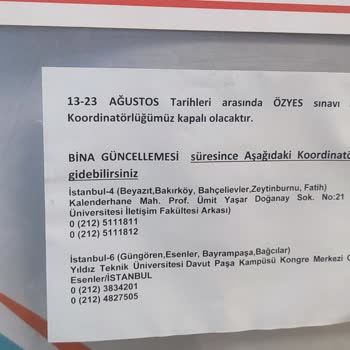 13-23 AĞUSTOS Tarihleri arasında ÖZYES sınavı
Koordinatörlüğümüz kapalı olacaktır.
BİNA GÜNCELLEMESİ süresince Aşağıdaki Koordinatö
gidebilirsiniz
İstanbul-4 (Beyazıt,Bakırköy, Bahçelievler,Zeytinburnu, Fatih)
Kalenderhane Mah. Prof. Ümit Yaşar Doğanay Sok. No:21
Üniversitesi İletişim Fakültesi Arkası)
0 (212) 5111811
0 (212) 5111812
İstanbul-6 (Güngören,Esenler, Bayrampaşa,Bağcılar)
Yıldız Teknik Üniversitesi Davut Paşa Kampüsü Kongre Merkezi
Esenler/İSTANBUL
0 (212) 3834201
0 (212) 4827505